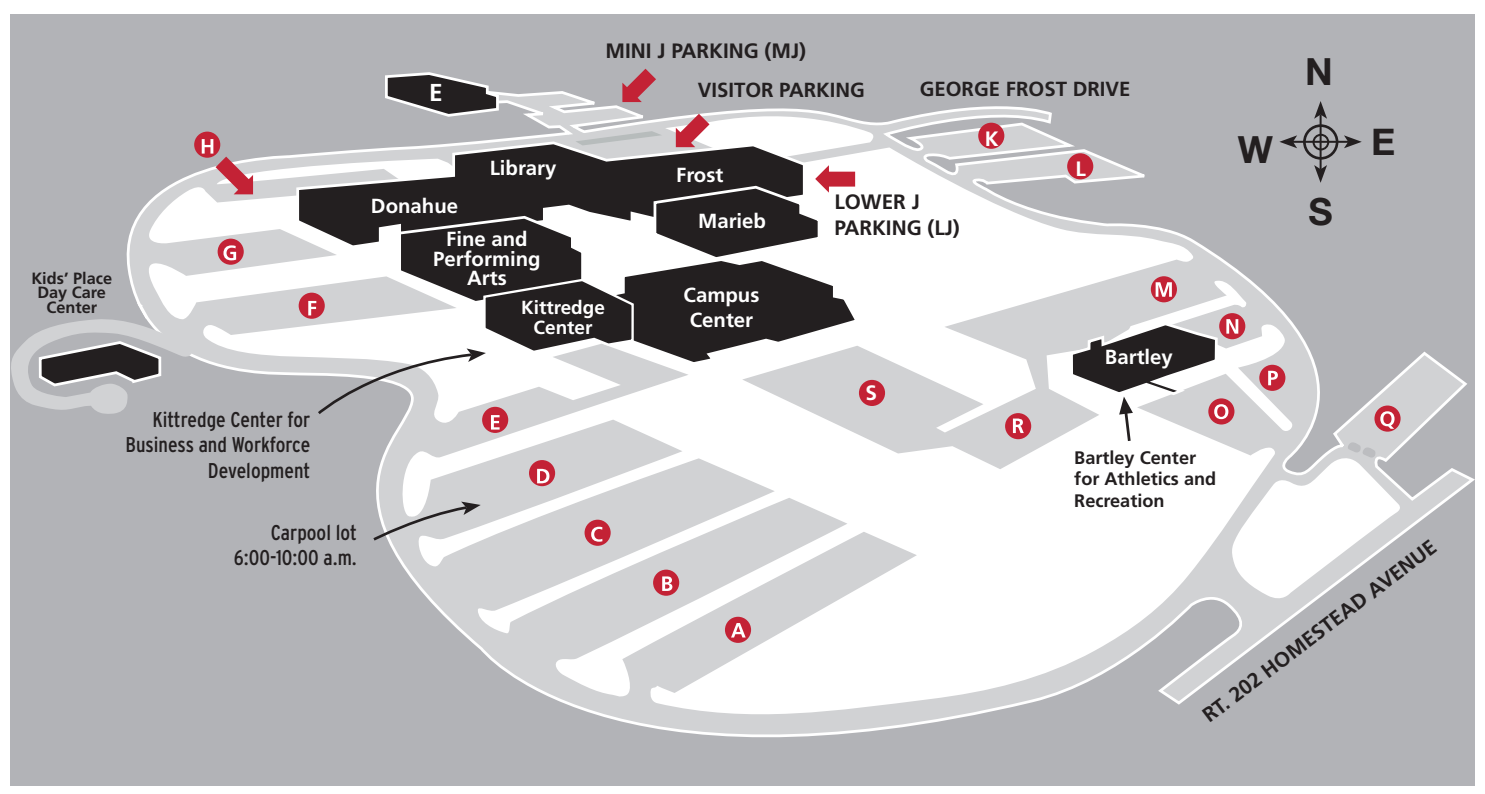 MINI J PARKING (MJ)
VISITOR PARKING
GEORGE FROST DRIVE
N
W
E
S
E
H
K
L
Library
Frost
Donahue
LOWER J
PARKING (LJ)
Marieb
G
Fine and
Performing
Arts
Kids’ Place
Day Care
Center
F
Kittredge
Center
Campus
Center
M
N
Bartley
P
S
O
Q
R
E
Kittredge Center for
Business and Workforce
Development
D
Bartley Center
for Athletics and
Recreation
Carpool lot
6:00-10:00 a.m.
C
B
A
RT. 202 HOMESTEAD AVENUE